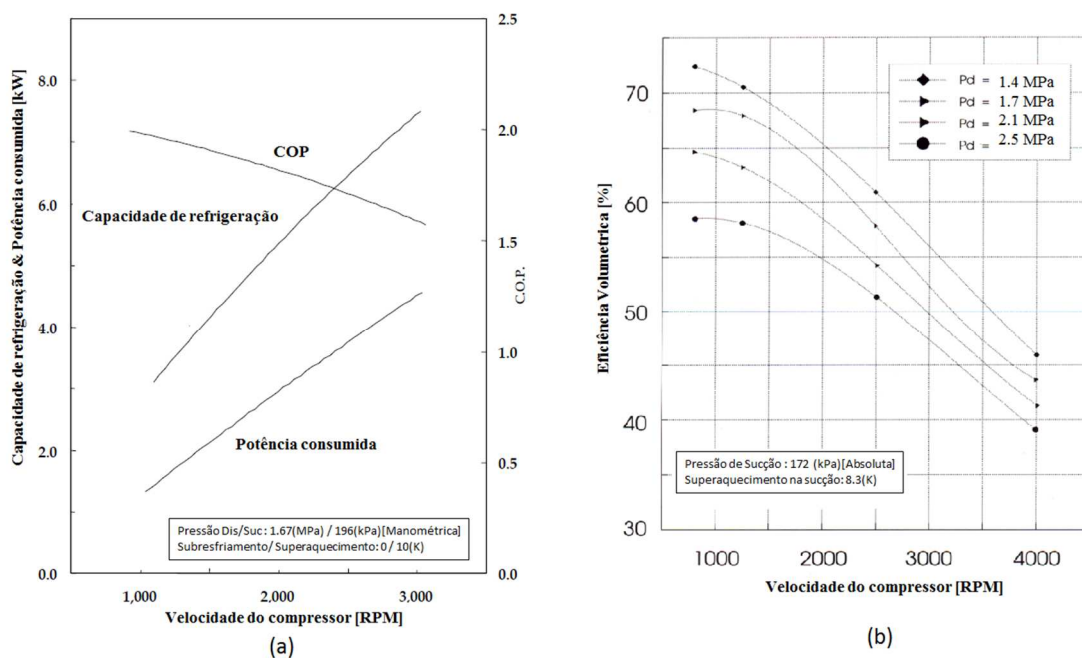 Capacidade de refrigeração & Potência consumida [kW]
8.0
6.0
4.0
2.0
0.0
2.5
2.0
1.5
1.0
0.5
0.0
C.O.P.
COP
Capacidade de refrigeração
Potência consumida
Pressão Dis/Suc : 1.67(MPa) / 196(kPa)[Manométrica]
Subresfriamento/ Superaquecimento: 0 / 10(K)
1,000 2,000 3,000
Velocidade do compressor [RPM]
(a)
Eficiência Volumetrica [%]
70
60
50
40
30
Pd = 1.4 MPa
Pd = 1.7 MPa
Pd = 2.1 MPa
Pd = 2.5 MPa
Pressão de Sucção : 172 (kPa)[Absoluta]
Superaquecimento na sucção: 8.3(K)
1000 2000 3000 4000
Velocidade do compressor [RPM]
(b)